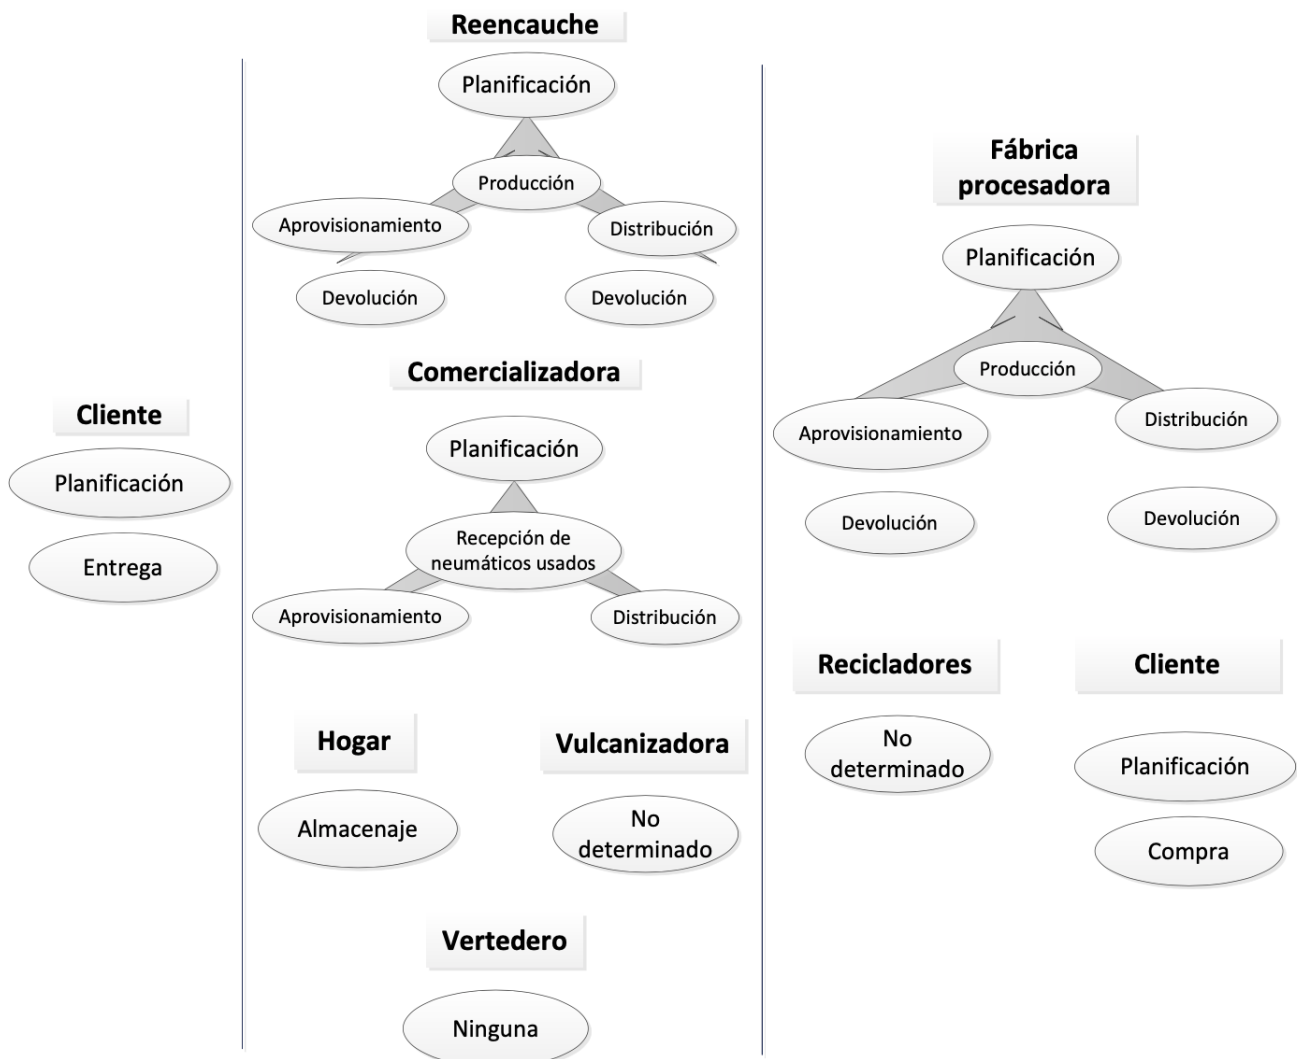 Cliente
Planificación
Entrega
Reencauche
Planificación
Producción
Aprovisionamiento
Distribución
Devolución
Devolución
Comercializadora
Planificación
Recepción de
neumáticos usados
Aprovisionamiento
Distribución
Hogar
Almacenaje
Vulcanizadora
No
determinado
Vertedero
Ninguna
Fábrica
procesadora
Planificación
Producción
Aprovisionamiento
Distribución
Devolución
Devolución
Recicladores
No
determinado
Cliente
Planificación
Compra